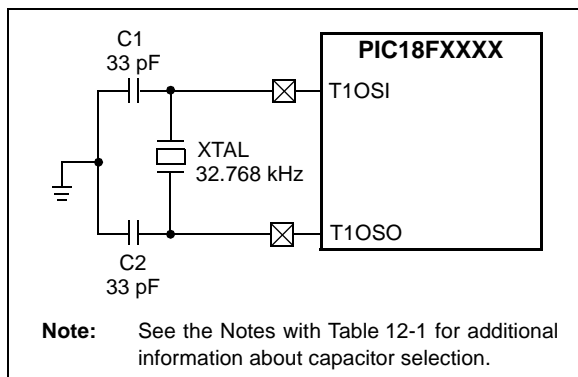 C1
33 pF
PIC18FXXXX
T1OSI
XTAL
32.768 kHz
T1OSO
C2
33 pF
Note: See the Notes with Table 12-1 for additional
information about capacitor selection.